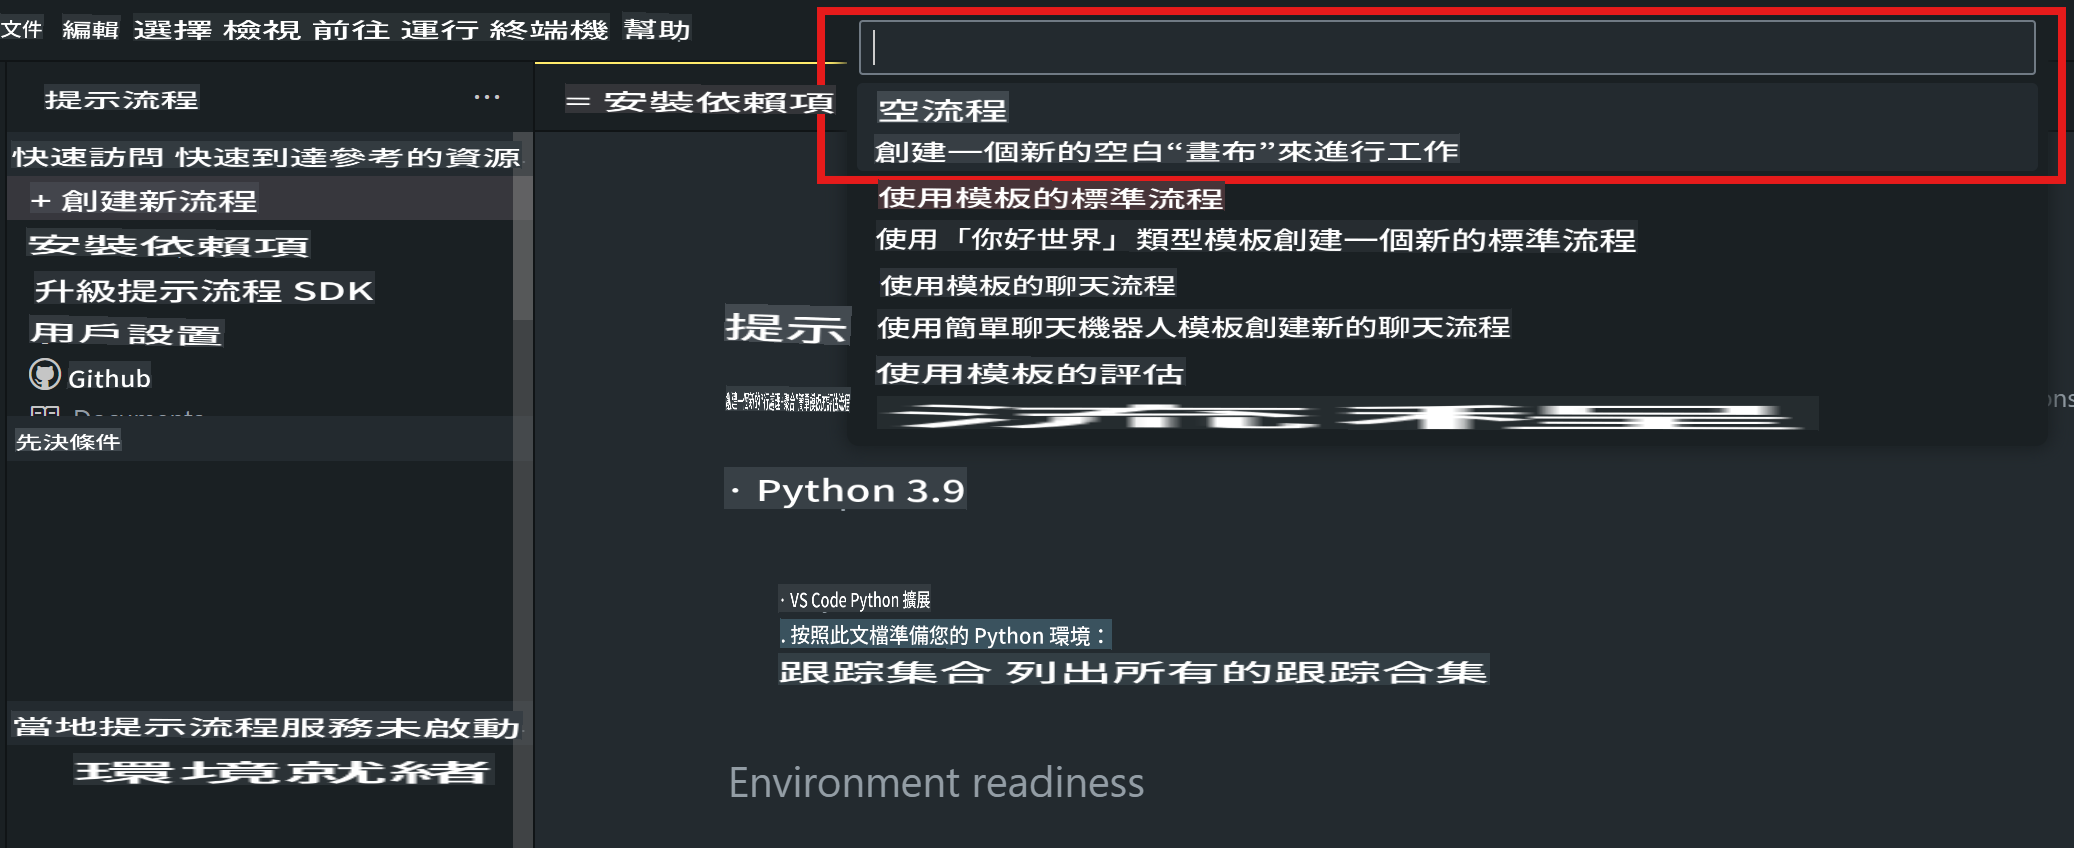 文件 編輯 選擇 檢視 前往 運行 終端機 幫助
提示流程 ···
= 安裝依賴項
快速訪問 快速到達參考的資源
+ 創建新流程
安裝依賴項
升級提示流程 SDK
用戶設置
Github
Documents
先決條件
當地提示流程服務未啟動
環境就緒
空流程
創建一個新的空白“畫布”來進行工作
使用模板的標準流程
使用「你好世界」類型模板創建一個新的標準流程
使用模板的聊天流程
使用簡單聊天機器人模板創建新的聊天流程
使用模板的評估
提示
ons
· Python 3.9
· VS Code Python 擴展
. 按照此文檔準備您的 Python 環境：
跟踪集合 列出所有的跟踪合集
Environment readiness